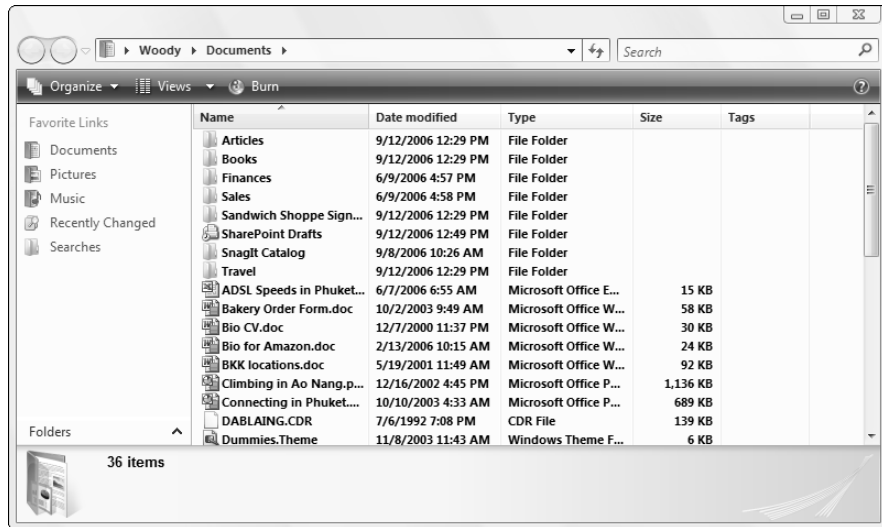 Woody Documents
Search
Organize Views Burn
Favorite Links
Documents
Pictures
Music
Recently Changed
Searches
Folders
Name Date modified Type Size Tags
Articles 9/12/2006 12:29 PM File Folder
Books 9/12/2006 12:29 PM File Folder
Finances 6/9/2006 4:57 PM File Folder
Sales 6/9/2006 4:58 PM File Folder
Sandwich Shoppe Sign... 9/12/2006 12:29 PM File Folder
SharePoint Drafts 9/12/2006 12:49 PM File Folder
SnagIt Catalog 9/8/2006 10:26 AM File Folder
Travel 9/12/2006 12:29 PM File Folder
ADSL Speeds in Phuket... 6/7/2006 6:55 AM Microsoft Office E... 15 KB
Bakery Order Form.doc 10/2/2003 9:49 AM Microsoft Office W... 58 KB
Bio CV.doc 12/7/2000 11:37 PM Microsoft Office W... 30 KB
Bio for Amazon.doc 2/13/2006 10:15 AM Microsoft Office W... 24 KB
BKK locations.doc 5/19/2001 11:49 AM Microsoft Office W... 92 KB
Climbing in Ao Nang.p... 12/16/2002 4:45 PM Microsoft Office P... 1,136 KB
Connecting in Phuket.... 10/10/2003 4:33 AM Microsoft Office P... 689 KB
DABLAING.CDR 7/6/1992 7:08 PM CDR File 139 KB
Dummies.Theme 11/8/2003 11:43 AM Windows Theme F... 6 KB
36 items